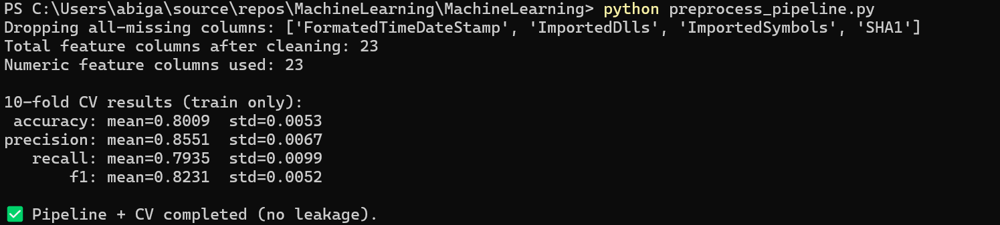 PS C:\Users\abiga\source\repos\MachineLearning\MachineLearning> python preprocess_pipeline.py
Dropping all-missing columns: ['FormatedTimeDateStamp', 'ImportedDlls', 'ImportedSymbols', 'SHA1']
Total feature columns after cleaning: 23
Numeric feature columns used: 23
10-fold CV results (train only):
accuracy: mean=0.8009  std=0.0053
precision: mean=0.8551  std=0.0067
recall: mean=0.7935  std=0.0099
f1: mean=0.8231  std=0.0052
✅ Pipeline + CV completed (no leakage).